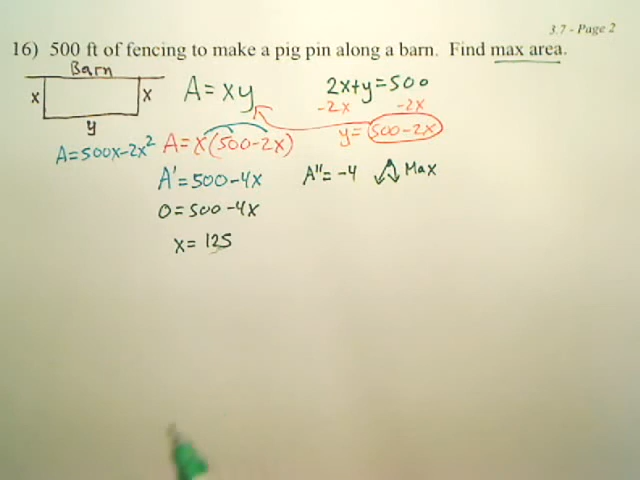 3.7 - Page 2
16) 500 ft of fencing to make a pig pin along a barn. Find max area.
Barn
x
x
y
A = xy
2x+y=500
-2x -2x
y= 500-2x
A=500x-2x² A=x(500-2x)
A'=500-4x A"=-4 Max
0=500-4x
x= 125